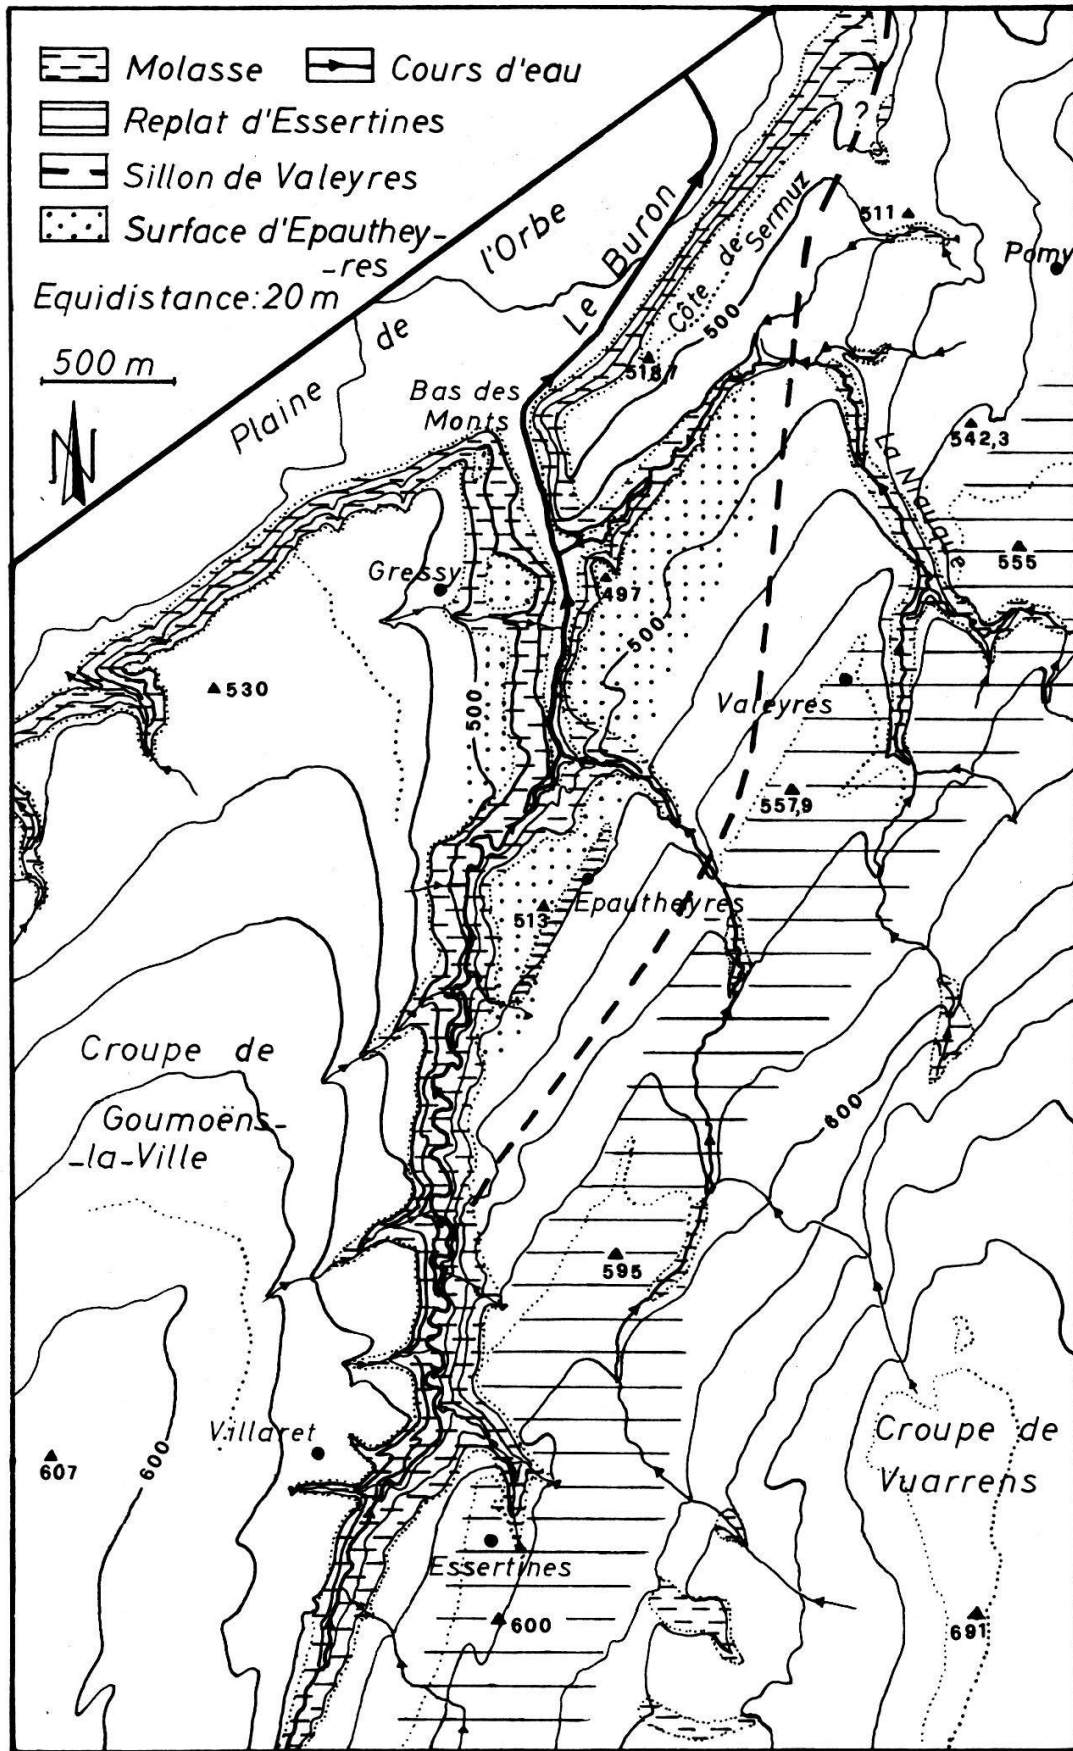 Molasse
Cours d'eau
Replat d'Essertines
Sillon de Valeyres
Surface d'Epauthey-
-res
Equidistance: 20 m
500 m
N
Plaine
de
l'Orbe
Le Buron
Bas des
Monts
Côte de Sermuz
?
511
Pomy
500
518,7
542,3
La Niauque
555
Gressy
497
500
530
500
Valeyres
557,9
Epautheyres
513
Croupe de
Goumoëns-
-la-Ville
600
595
Croupe de
Vuarrens
Villaret
607
600
Essertines
600
691